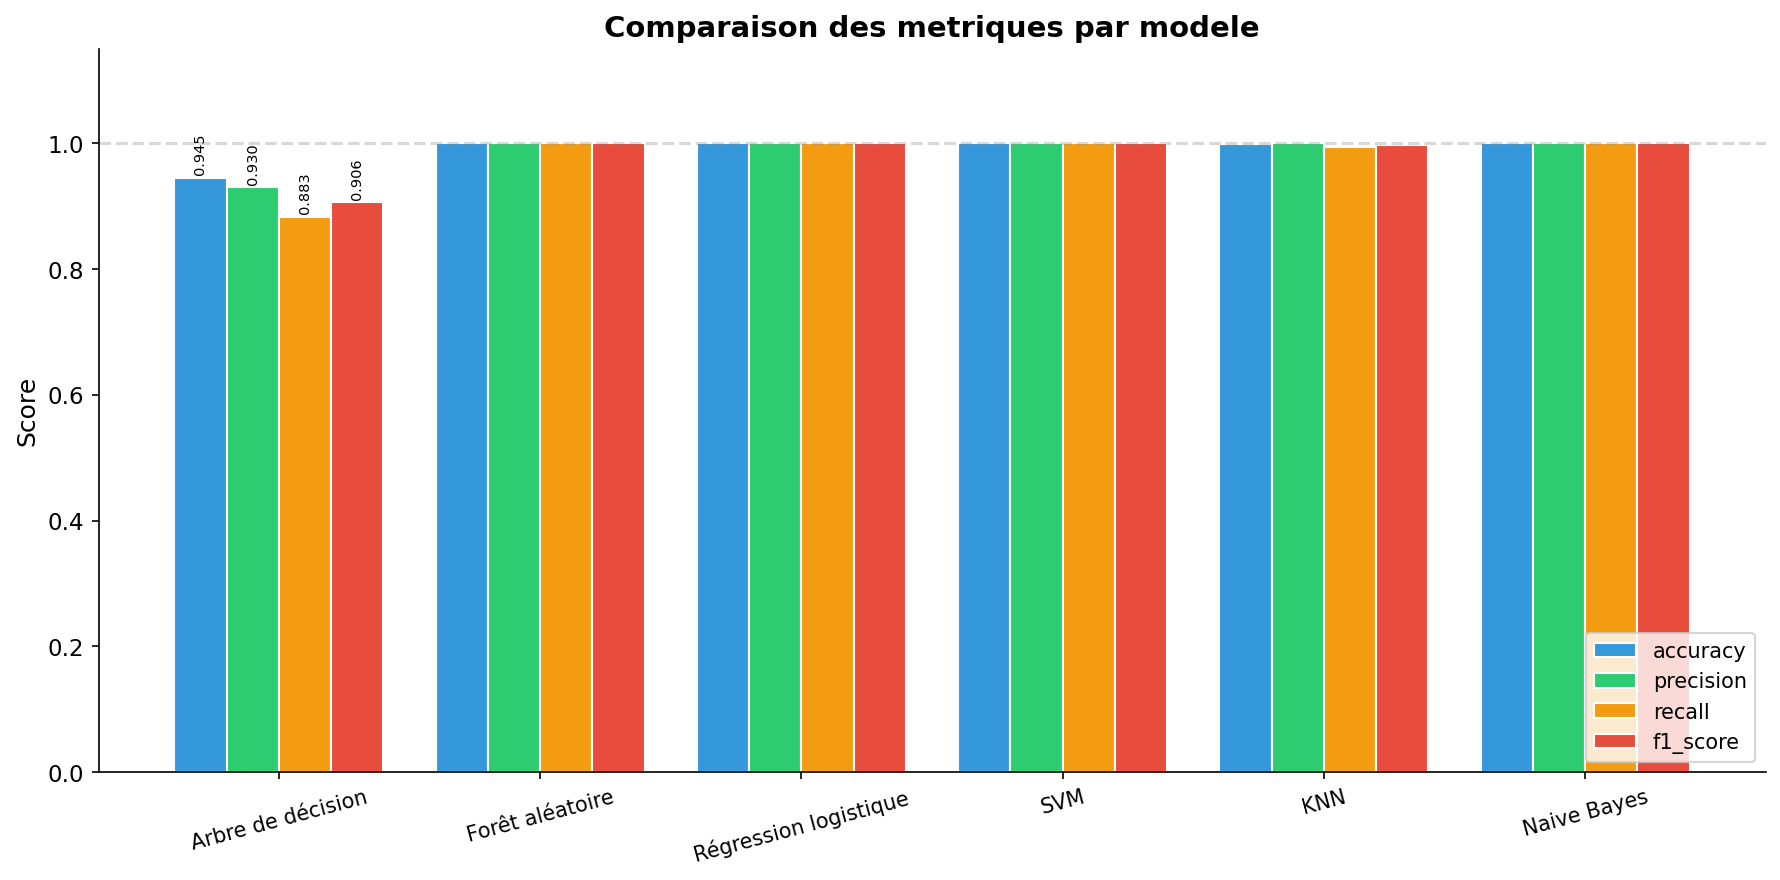 Comparaison des metriques par modele
Score
1.0
0.8
0.6
0.4
0.2
0.0
0.945
0.930
0.883
0.906
Arbre de décision
Forêt aléatoire
Régression logistique
SVM
KNN
Naive Bayes
accuracy
precision
recall
f1_score